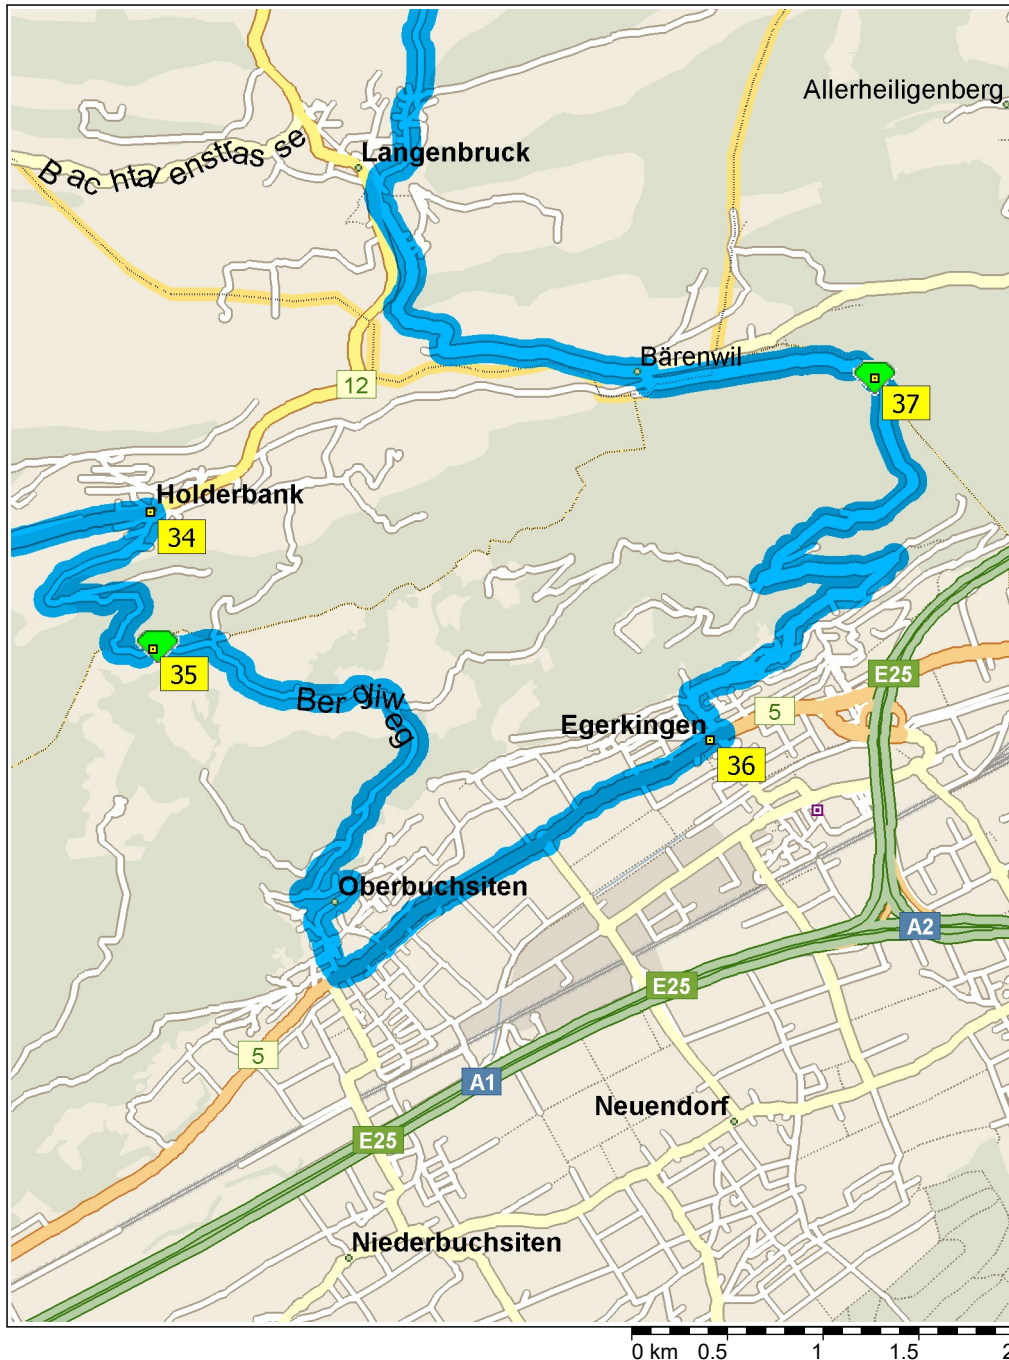 Allerheiligenberg
Langenbruck
Bachtalenstrasse
Bärenwil
12
37
Holderbank
34
35
Bergliweg
E25
5
Egerkingen
36
Oberbuchsiten
A2
E25
5
A1
Neuendorf
E25
Niederbuchsiten
0 km 0.5 1 1.5 2